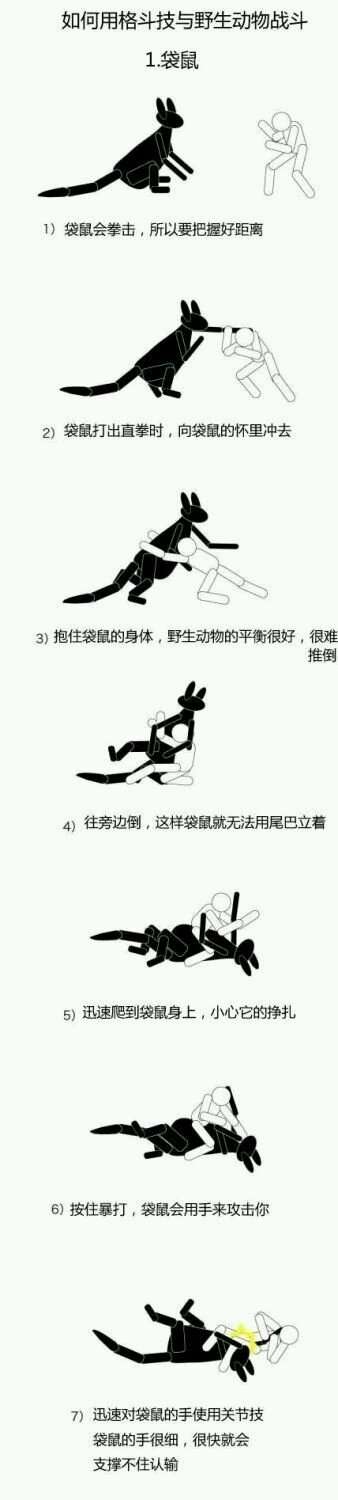 如何用格斗技与野生动物战斗
1.袋鼠
1）袋鼠会拳击，所以要把握好距离
2）袋鼠打出直拳时，向袋鼠的怀里冲去
3）抱住袋鼠的身体，野生动物的平衡很好，很难
推倒
4）往旁边倒，这样袋鼠就无法用尾巴立着
5）迅速爬到袋鼠身上，小心它的挣扎
6）按住暴打，袋鼠会用手来攻击你
7）迅速对袋鼠的手使用关节技
袋鼠的手很细，很快就会
支撑不住认输